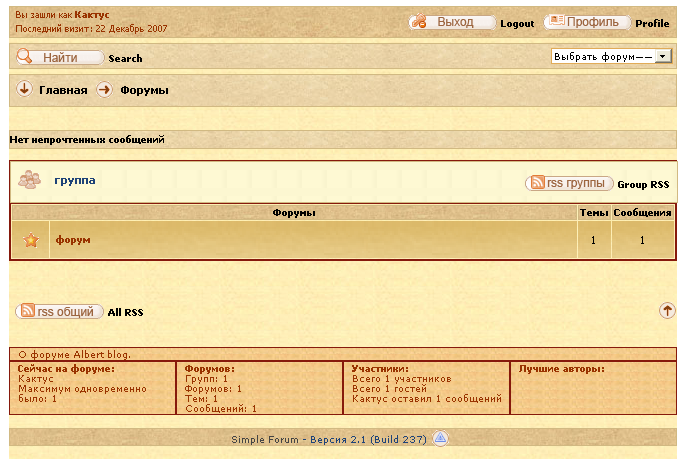 Вы зашли как Кактус
Последний визит: 22 Декабрь 2007
Выход Logout Профиль Profile
Найти Search Выбрать форум——
Главная Форумы
Нет непрочтенных сообщений
группа rss группы Group RSS
Форумы Темы Сообщения
форум 1 1
rss общий All RSS
О форуме Albert blog.
Сейчас на форуме:
Кактус
Максимум одновременно
было: 1
Форумов:
Групп: 1
Форумов: 1
Тем: 1
Сообщений: 1
Участники:
Всего 1 участников
Всего 1 гостей
Кактус оставил 1 сообщений
Лучшие авторы:
Simple Forum - Версия 2.1 (Build 237)